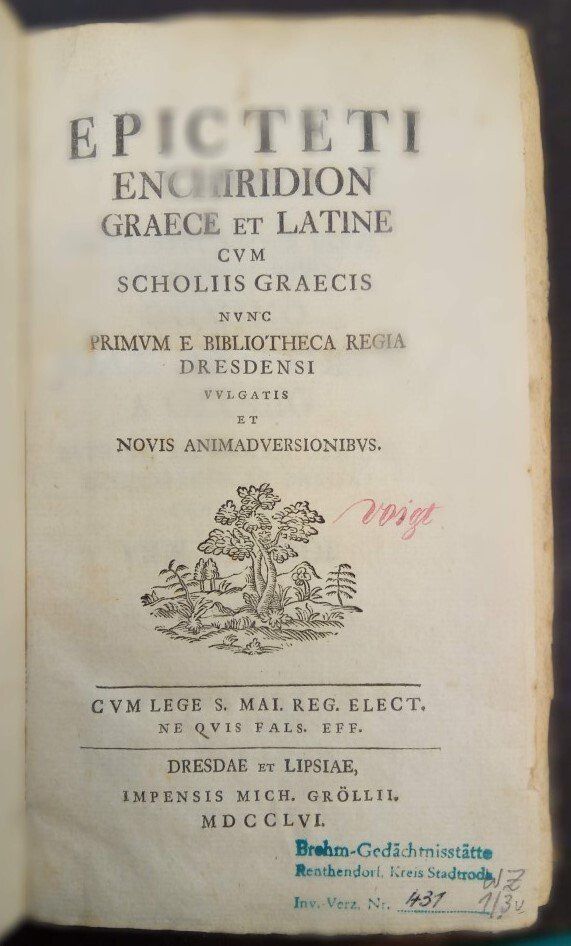 EPICTETI
ENCHIRIDION
GRAECE ET LATINE
CVM
SCHOLIIS GRAECIS
NVNC
PRIMVM E BIBLIOTHECA REGIA
DRESDENSI
VVLGATIS
ET
NOVIS ANIMADVERSIONIBVS.
Voigt
CVM LEGE S. MAI. REG. ELECT.
NE QVIS FALS. EFF.
DRESDAE ET LIPSIAE,
IMPENSIS MICH. GRÖLLII.
MDCCLVI.
Brehm-Gedächtnisstätte
Renthendorf, Kreis Stadtroda
Inv.-Verz. Nr. 431